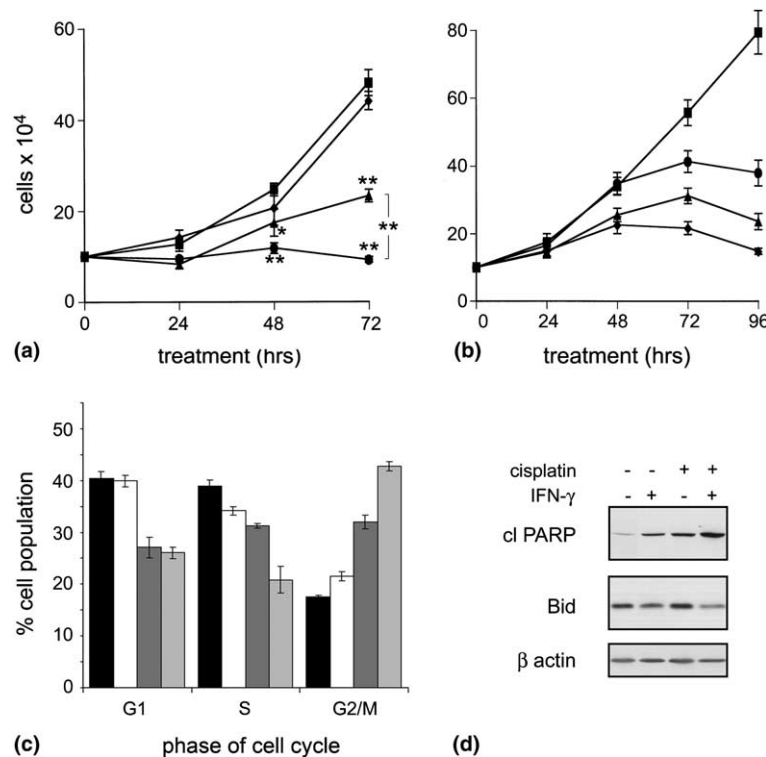 60
40
20
0
cells x 10⁴
**
*
**
**
**
0 24 48 72
(a) treatment (hrs)
80
60
40
20
0
0 24 48 72 96
(b) treatment (hrs)
50
40
30
20
10
0
% cell population
G1 S G2/M
(c) phase of cell cycle
cisplatin - - + +
IFN-γ - + - +
cl PARP
Bid
β actin
(d)